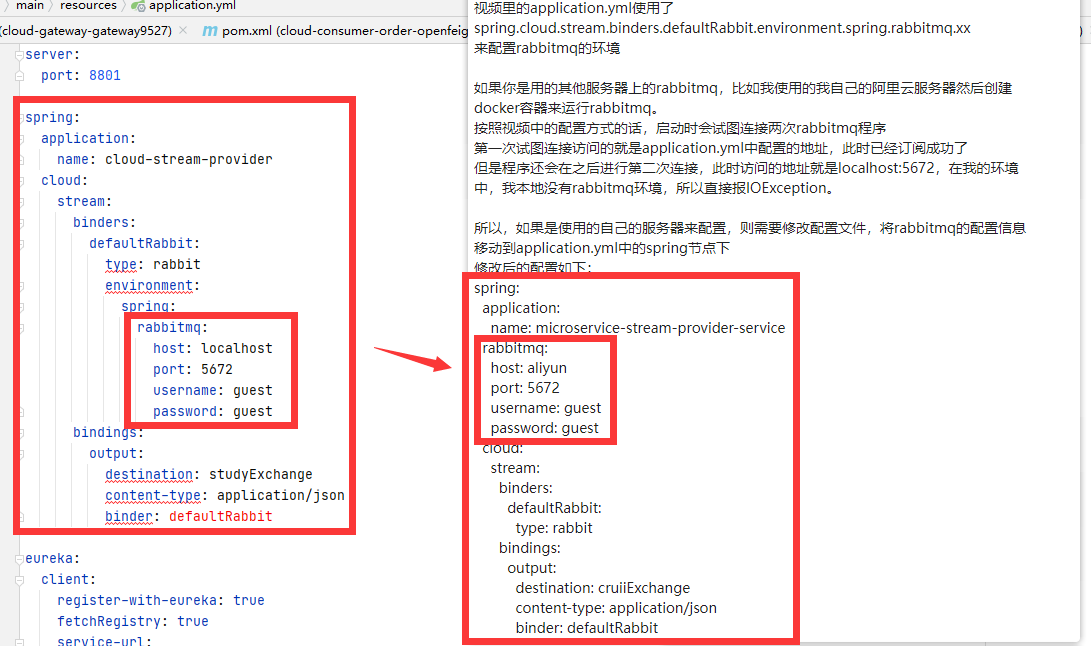 main
resources
application.yml
(cloud-gateway-gateway9527)
pom.xml (cloud-consumer-order-openfeig
server:
port: 8801
spring:
application:
name: cloud-stream-provider
cloud:
stream:
binders:
defaultRabbit:
type: rabbit
environment:
spring:
rabbitmq:
host: localhost
port: 5672
username: guest
password: guest
bindings:
output:
destination: studyExchange
content-type: application/json
binder: defaultRabbit
eureka:
client:
register-with-eureka: true
fetchRegistry: true
service-url:
视频里的application.yml使用了
spring.cloud.stream.binders.defaultRabbit.environment.spring.rabbitmq.xx
来配置rabbitmq的环境
如果你是用的其他服务器上的rabbitmq，比如我使用的我自己的阿里云服务器然后创建
docker容器来运行rabbitmq。
按照视频中的配置方式的话，启动时会试图连接两次rabbitmq程序
第一次试图连接访问的就是application.yml中配置的地址，此时已经订阅成功了
但是程序还会在之后进行第二次连接，此时访问的地址就是localhost:5672，在我的环境
中，我本地没有rabbitmq环境，所以直接报IOException。
所以，如果是使用的自己的服务器来配置，则需要修改配置文件，将rabbitmq的配置信息
移动到application.yml中的spring节点下
修改后的配置如下：
spring:
application:
name: microservice-stream-provider-service
rabbitmq:
host: aliyun
port: 5672
username: guest
password: guest
cloud:
stream:
binders:
defaultRabbit:
type: rabbit
bindings:
output:
destination: cruiiExchange
content-type: application/json
binder: defaultRabbit